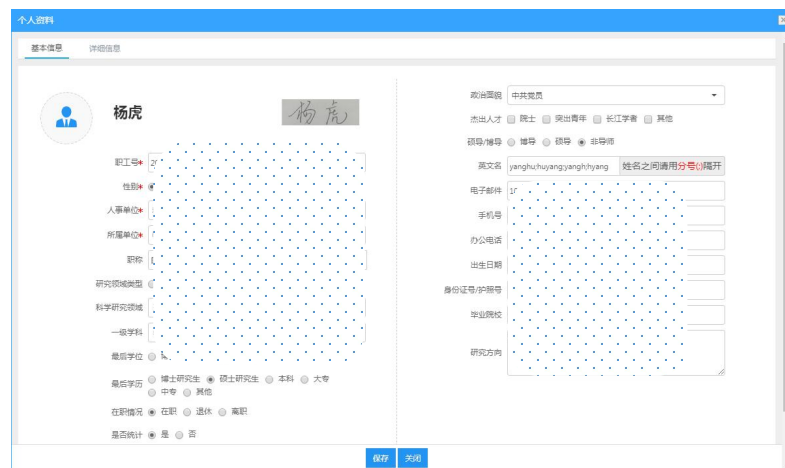 个人资料
基本信息 详细信息
杨虎
杨虎
职工号*
性别*
人事单位*
所属单位*
职称
研究领域类型
科学研究领域
一级学科
最后学位
最后学历 博士研究生 硕士研究生 本科 大专
中专 其他
在职情况 在职 退休 离职
是否统计 是 否
政治面貌 中共党员
杰出人才 院士 突出青年 长江学者 其他
硕导/博导 博导 硕导 非导师
英文名 yanghu;huyang;yangh;hyang 姓名之间请用分号(;)隔开
电子邮件
手机号
办公电话
出生日期
身份证号/护照号
毕业院校
研究方向
保存 关闭